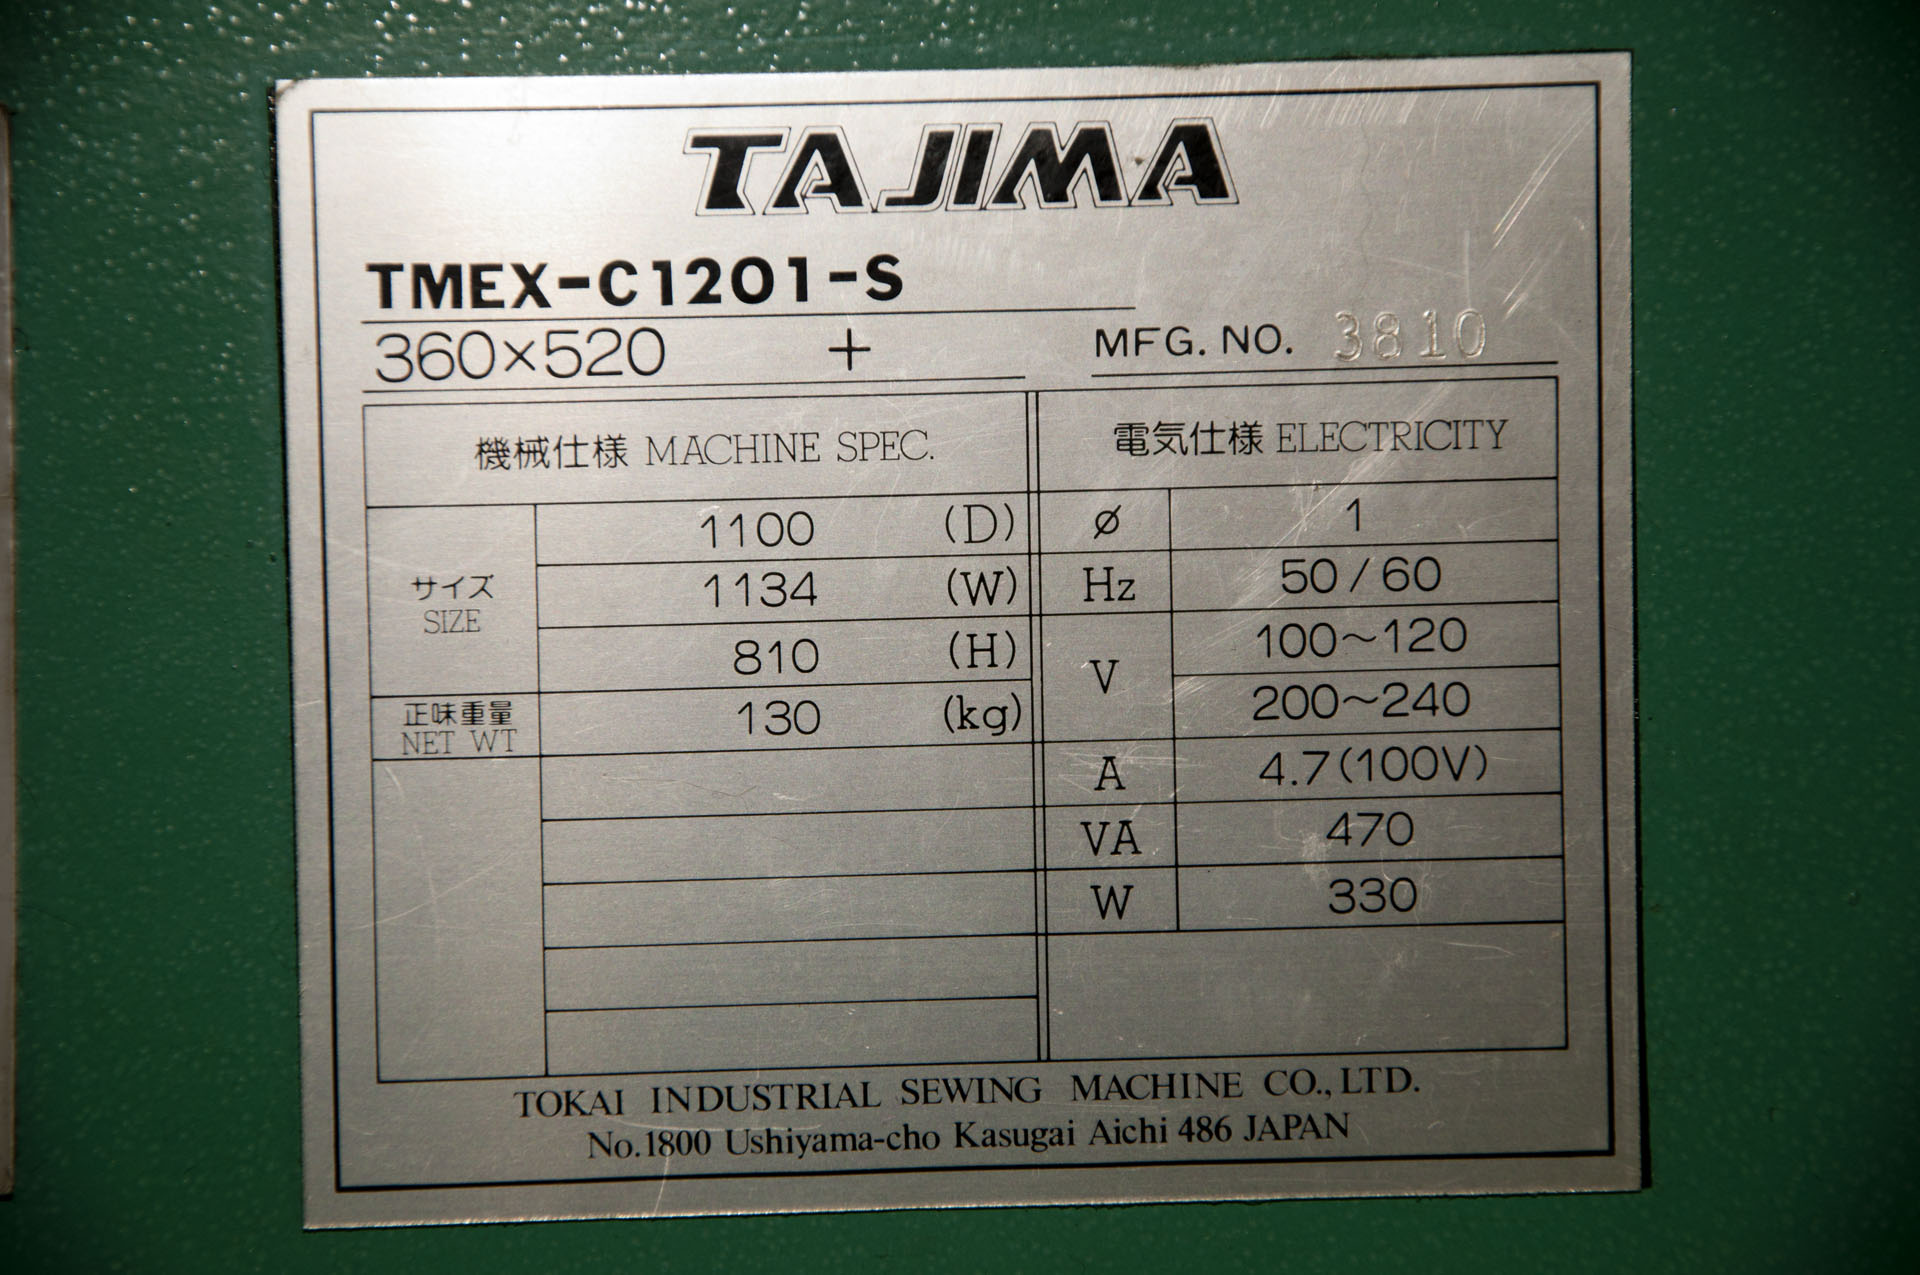 TAJIMA
TMEX-C1201-S
360×520 +
MFG. NO. 3810
機械仕様 MACHINE SPEC.
サイズ
SIZE
1100 (D)
1134 (W)
810 (H)
正味重量
NET WT
130 (kg)
電気仕様 ELECTRICITY
ø 1
Hz 50/60
V
100~120
200~240
A 4.7(100V)
VA 470
W 330
TOKAI INDUSTRIAL SEWING MACHINE CO., LTD.
No.1800 Ushiyama-cho Kasugai Aichi 486 JAPAN